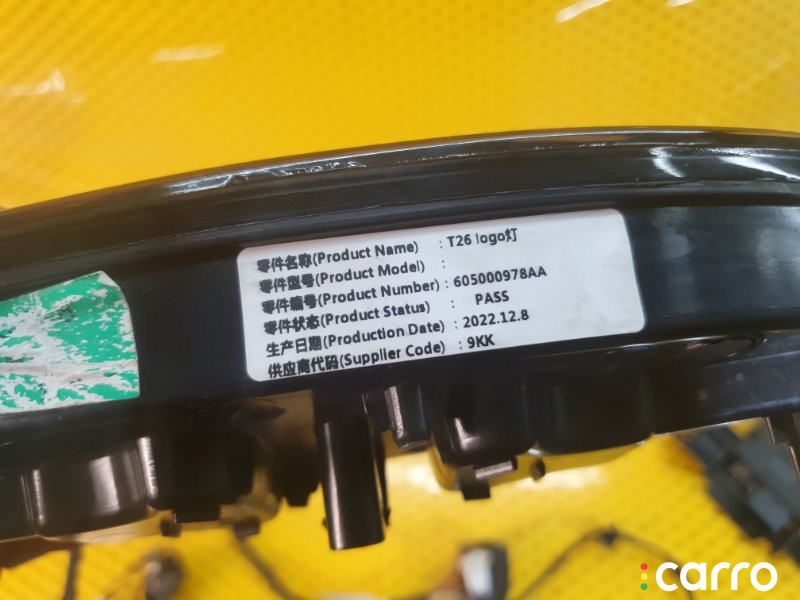 零件名称(Product Name) : T26 logo灯
零件型号(Product Model) :
零件编号(Product Number) : 605000978AA
零件状态(Product Status) : PASS
生产日期(Production Date) : 2022.12.8
供应商代码(Supplier Code) : 9KK
carro